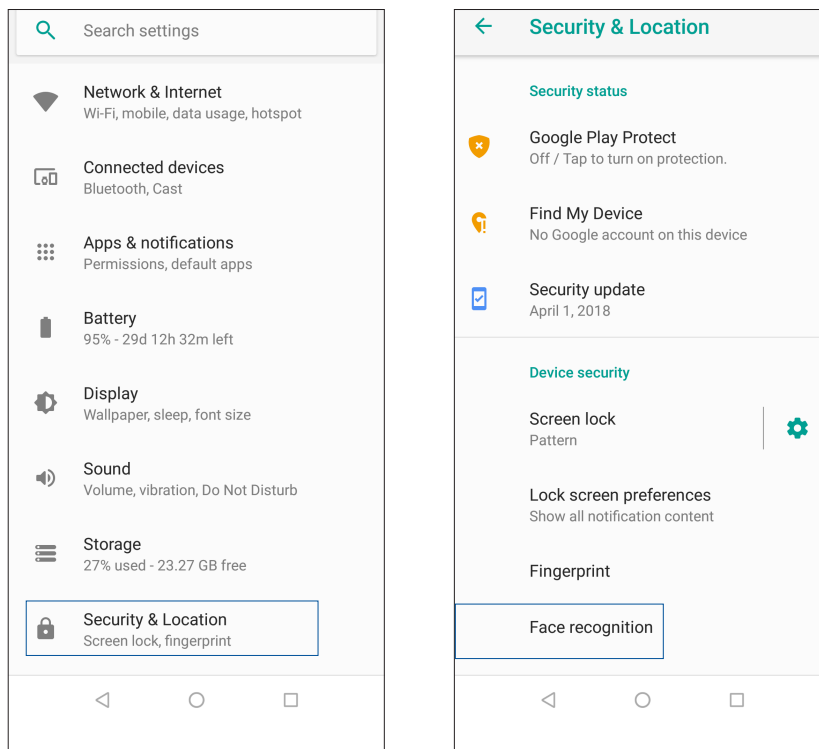 Search settings
Network & Internet
Wi-Fi, mobile, data usage, hotspot
Connected devices
Bluetooth, Cast
Apps & notifications
Permissions, default apps
Battery
95% - 29d 12h 32m left
Display
Wallpaper, sleep, font size
Sound
Volume, vibration, Do Not Disturb
Storage
27% used - 23.27 GB free
Security & Location
Screen lock, fingerprint
Security & Location
Security status
Google Play Protect
Off / Tap to turn on protection.
Find My Device
No Google account on this device
Security update
April 1, 2018
Device security
Screen lock
Pattern
Lock screen preferences
Show all notification content
Fingerprint
Face recognition